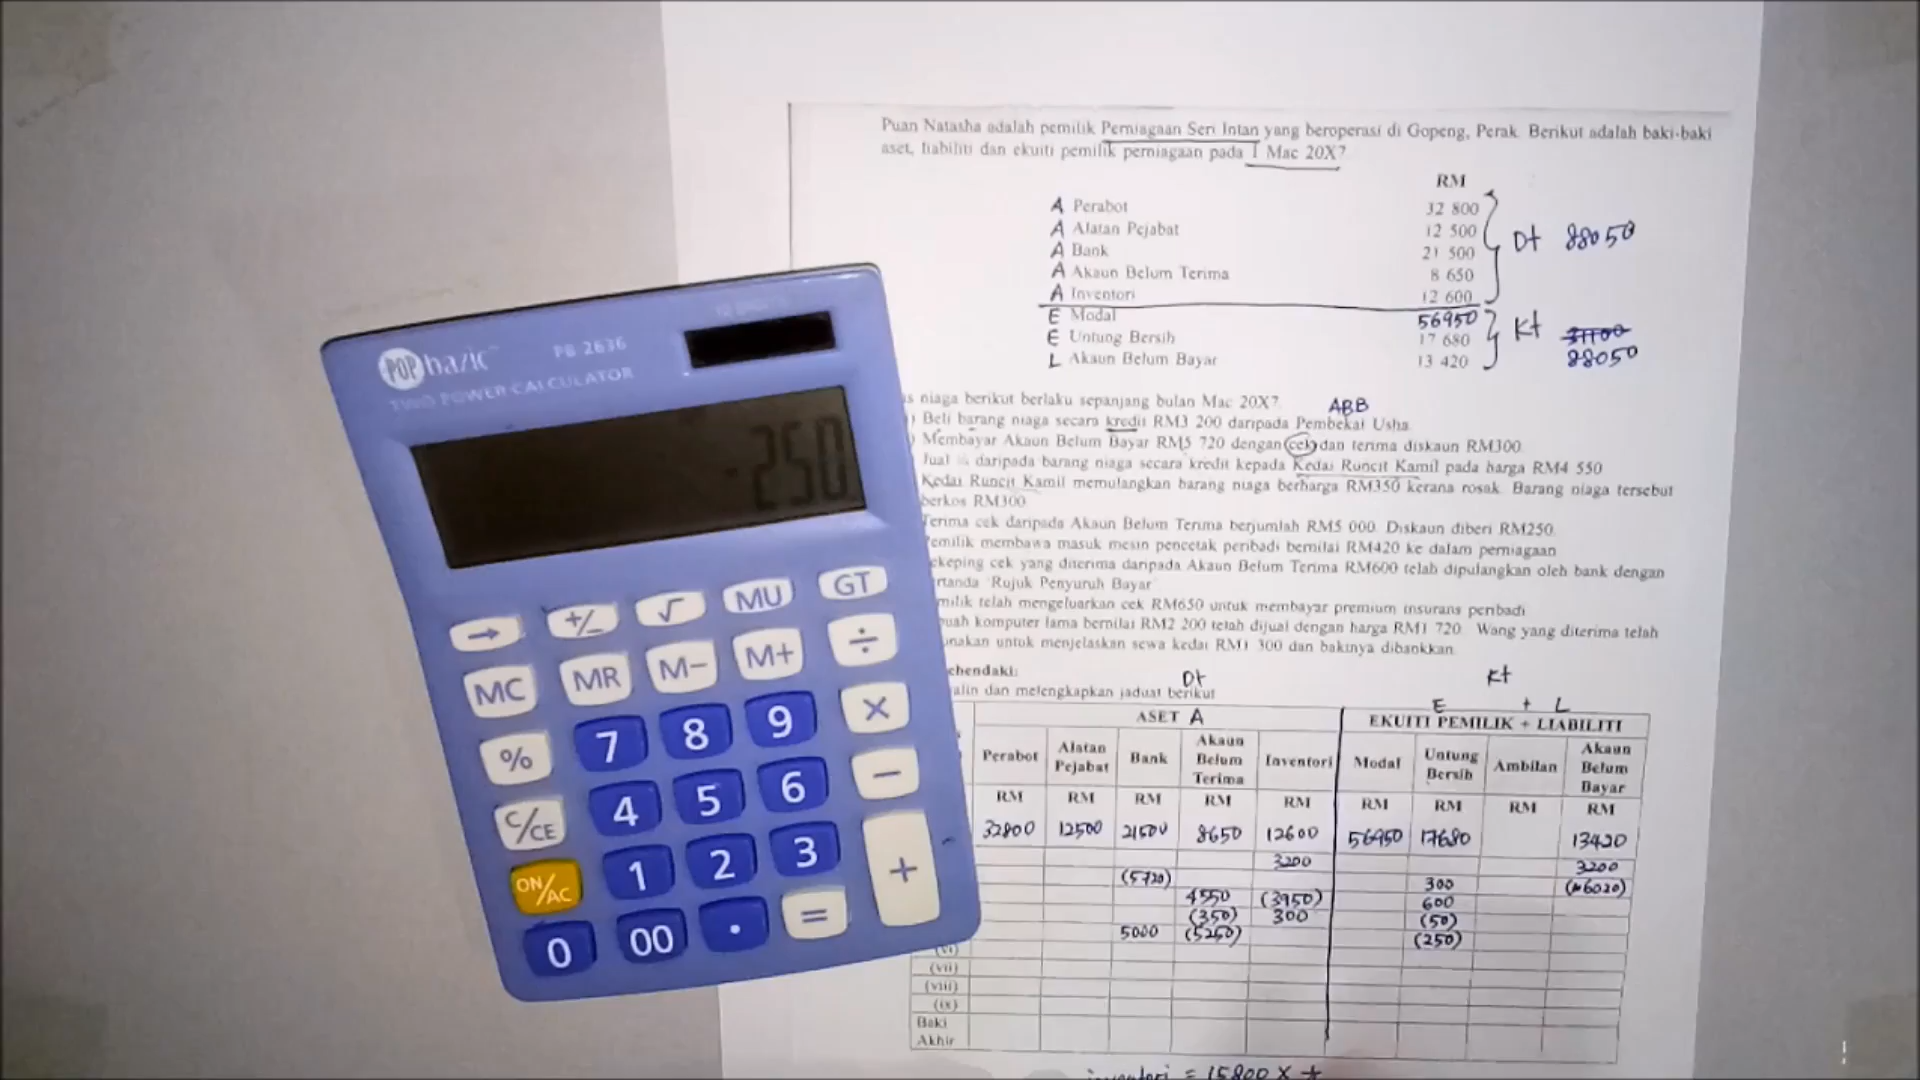 Puan Natasha adalah pemilik Perniagaan Seri Intan yang beroperasi di Gopeng, Perak. Berikut adalah baki-baki
aset, liabiliti dan ekuiti pemilik perniagaan pada 1 Mac 20X7
RM
A Perabot 32 800
A Alatan Pejabat 12 500
A Bank 21 500
A Akaun Belum Terima 8 650
A Inventori 12 600
Dt 88050
E Modal 56950
E Untung Bersih 17 680
L Akaun Belum Bayar 13 420
Kt 31100
88050
niaga berikut berlaku sepanjang bulan Mac 20X7
ABB
Beli barang niaga secara kredit RM3 200 daripada Pembekal Usha
Membayar Akaun Belum Bayar RM5 720 dengan cek dan terima diskaun RM300
Jual daripada barang niaga secara kredit kepada Kedai Runcit Kamil pada harga RM4 550
Kedai Runcit Kamil memulangkan barang niaga berharga RM350 kerana rosak. Barang niaga tersebut
berkos RM300
Terima cek daripada Akaun Belum Terima berjumlah RM5 000. Diskaun diberi RM250.
Pemilik membawa masuk mesin pencetak peribadi bernilai RM420 ke dalam perniagaan
ekeping cek yang diterima daripada Akaun Belum Terima RM600 telah dipulangkan oleh bank dengan
rtanda 'Rujuk Penyuruh Bayar'
milik telah mengeluarkan cek RM650 untuk membayar premium insurans peribadi
buah komputer lama bernilai RM2 200 telah dijual dengan harga RM1 720. Wang yang diterima telah
unakan untuk menjelaskan sewa kedai RM1 300 dan bakinya dibankkan.
hendaki:
Dt Kt
alin dan melengkapkan jadual berikut
E + L
ASET A EKUITI PEMILIK + LIABILITI
Perabot Alatan Pejabat Bank Akaun Belum Terima Inventori Modal Untung Bersih Ambilan Akaun Belum Bayar
RM RM RM RM RM RM RM RM RM
32800 12500 21500 8650 12600 56950 17680 13420
3200 3200
(5720) 300 (6020)
4550 (3950) 600
(350) 300 (50)
5000 (5250) (250)
(vi)
(vii)
(viii)
(ix)
Baki
Akhir
inventori = 15800 X
POP bazic
PB 2636
TWO POWER CALCULATOR
-250
→ +/− √ MU GT
MC MR M− M+ ÷
% 7 8 9 ×
C/CE 4 5 6 −
ON/AC 1 2 3 +
0 00 . =